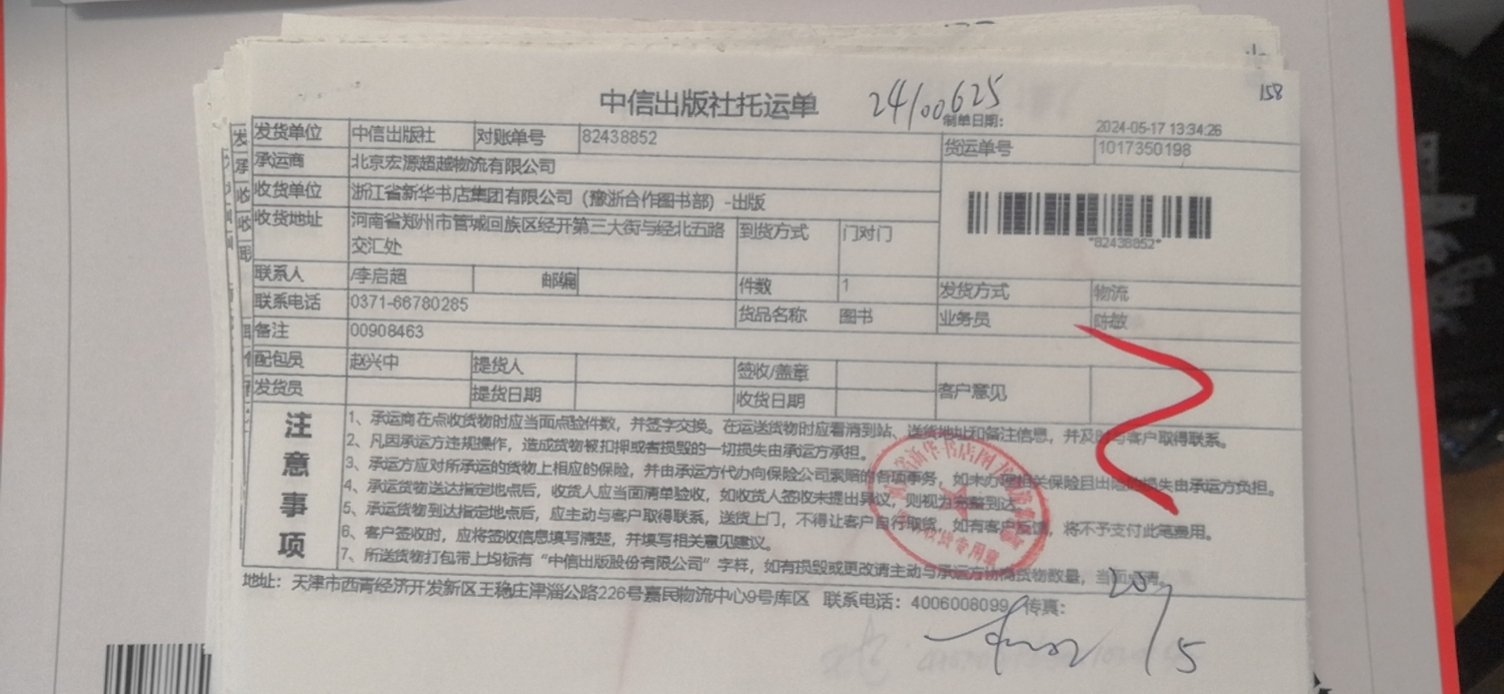 中信出版社托运单
24100625
158
制单日期：
2024-05-17 13:34:26
发货单位 中信出版社 对账单号 82438852
货运单号 1017350198
承运商 北京宏源超越物流有限公司
收货单位 浙江省新华书店集团有限公司（豫浙合作图书部）-出版
收货地址 河南省郑州市管城回族区经开第三大街与经北五路
交汇处
到货方式 门对门
*82438852*
联系人 /李启超 邮编 件数 1 发货方式 物流
联系电话 0371-66780285 货品名称 图书 业务员 陈敏
备注 00908463
配包员 赵兴中 提货人 签收/盖章 客户意见
发货员 提货日期 收货日期
注意事项
1、承运商在点收货物时应当面点验件数，并签字交换。在运送货物时应看清到站、送货地址和备注信息，并及时与客户取得联系。
2、凡因承运方违规操作，造成货物被扣押或者损毁的一切损失由承运方承担。
3、承运方应对所承运的货物上相应的保险，并由承运方代办向保险公司索赔的各项事务，如未办理相关保险且出险的损失由承运方负担。
4、承运货物送达指定地点后，收货人应当面清单验收，如收货人签收未提出异议，则视为完整到达。
5、承运货物到达指定地点后，应主动与客户取得联系，送货上门，不得让客户自行取货，如有客户反馈，将不予支付此笔费用。
6、客户签收时，应将签收信息填写清楚，并填写相关意见建议。
7、所送货物打包带上均标有“中信出版股份有限公司”字样，如有损毁或更改请主动与承运方协商货物数量，当面点清。
地址：天津市西青经济开发新区王稳庄津淄公路226号嘉民物流中心9号库区 联系电话：4006008099 传真：